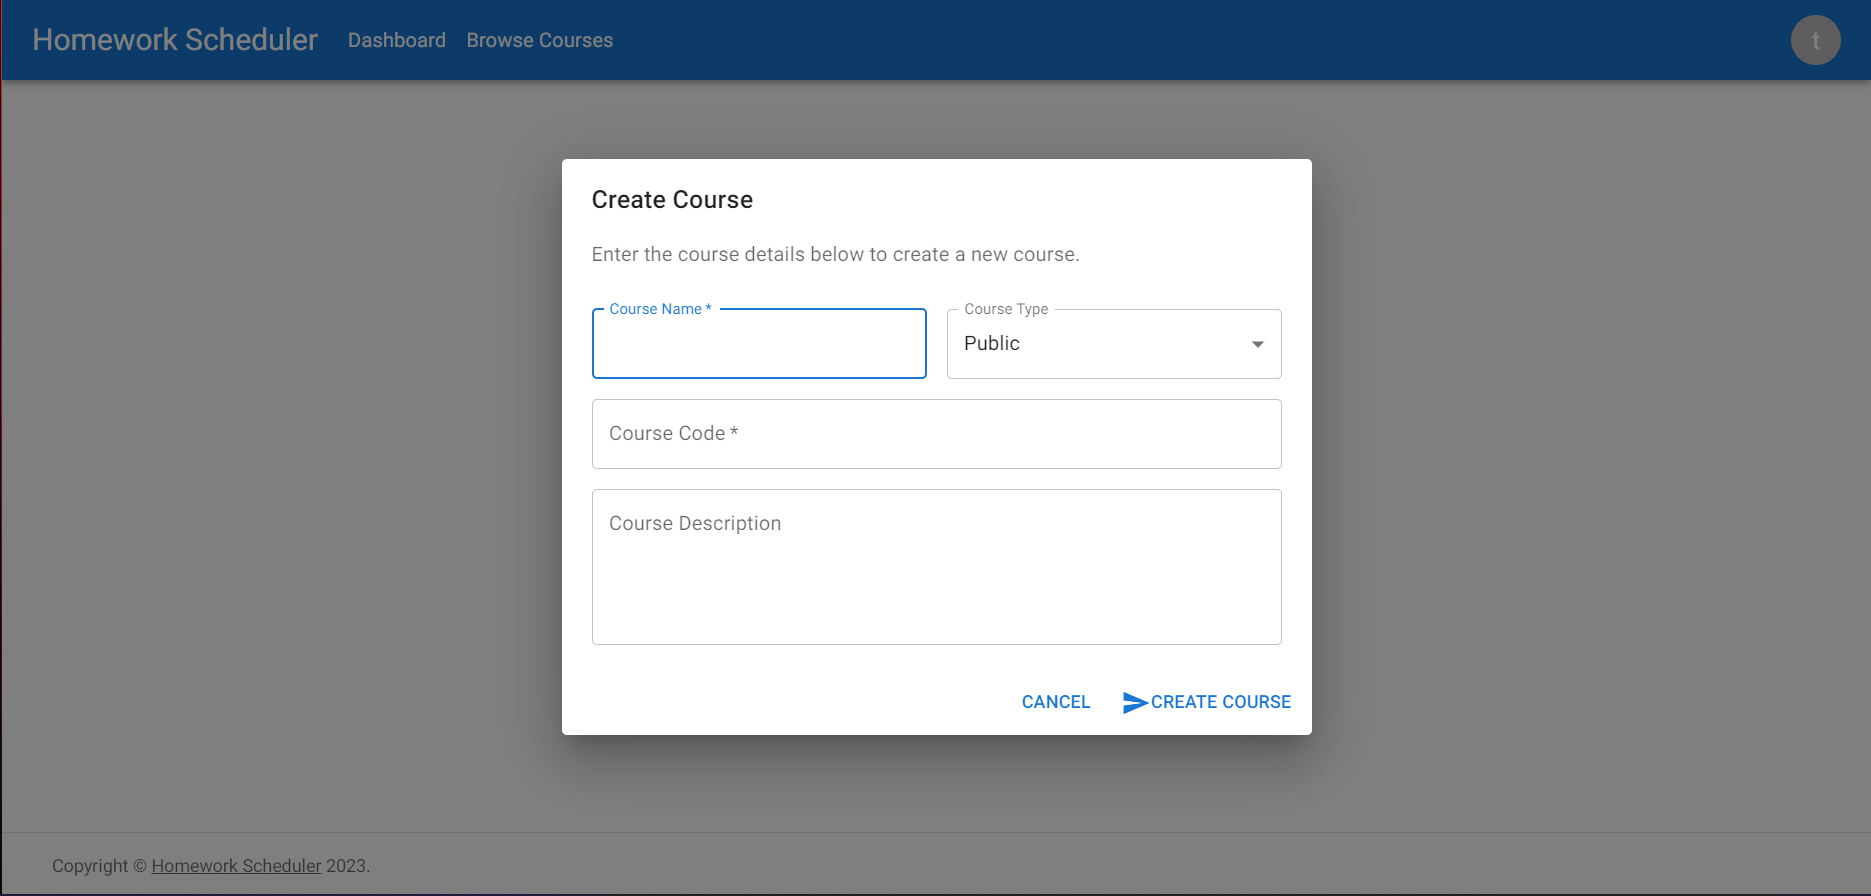 Homework Scheduler Dashboard Browse Courses t
Create Course
Enter the course details below to create a new course.
Course Name * Course Type
Public
Course Code *
Course Description
CANCEL CREATE COURSE
Copyright © Homework Scheduler 2023.